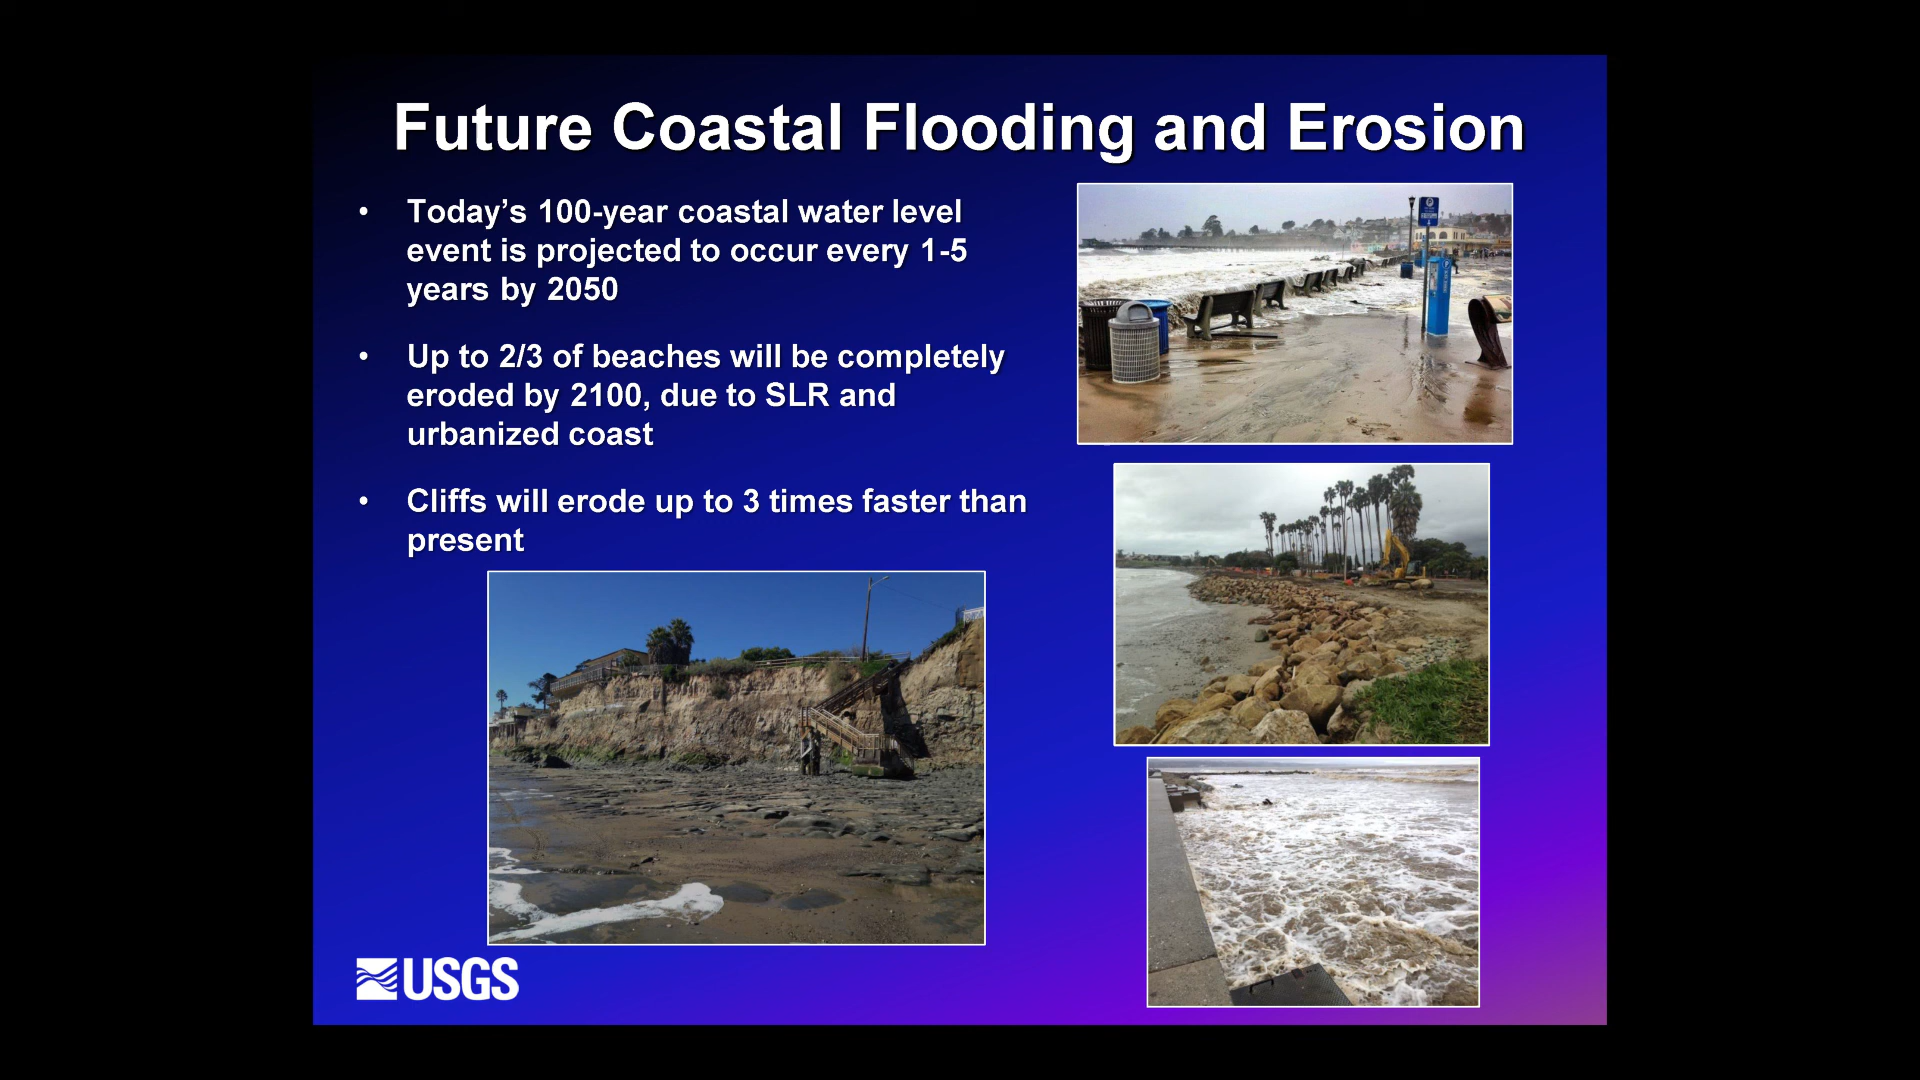 Future Coastal Flooding and Erosion
• Today’s 100-year coastal water level
event is projected to occur every 1-5
years by 2050
• Up to 2/3 of beaches will be completely
eroded by 2100, due to SLR and
urbanized coast
• Cliffs will erode up to 3 times faster than
present
USGS